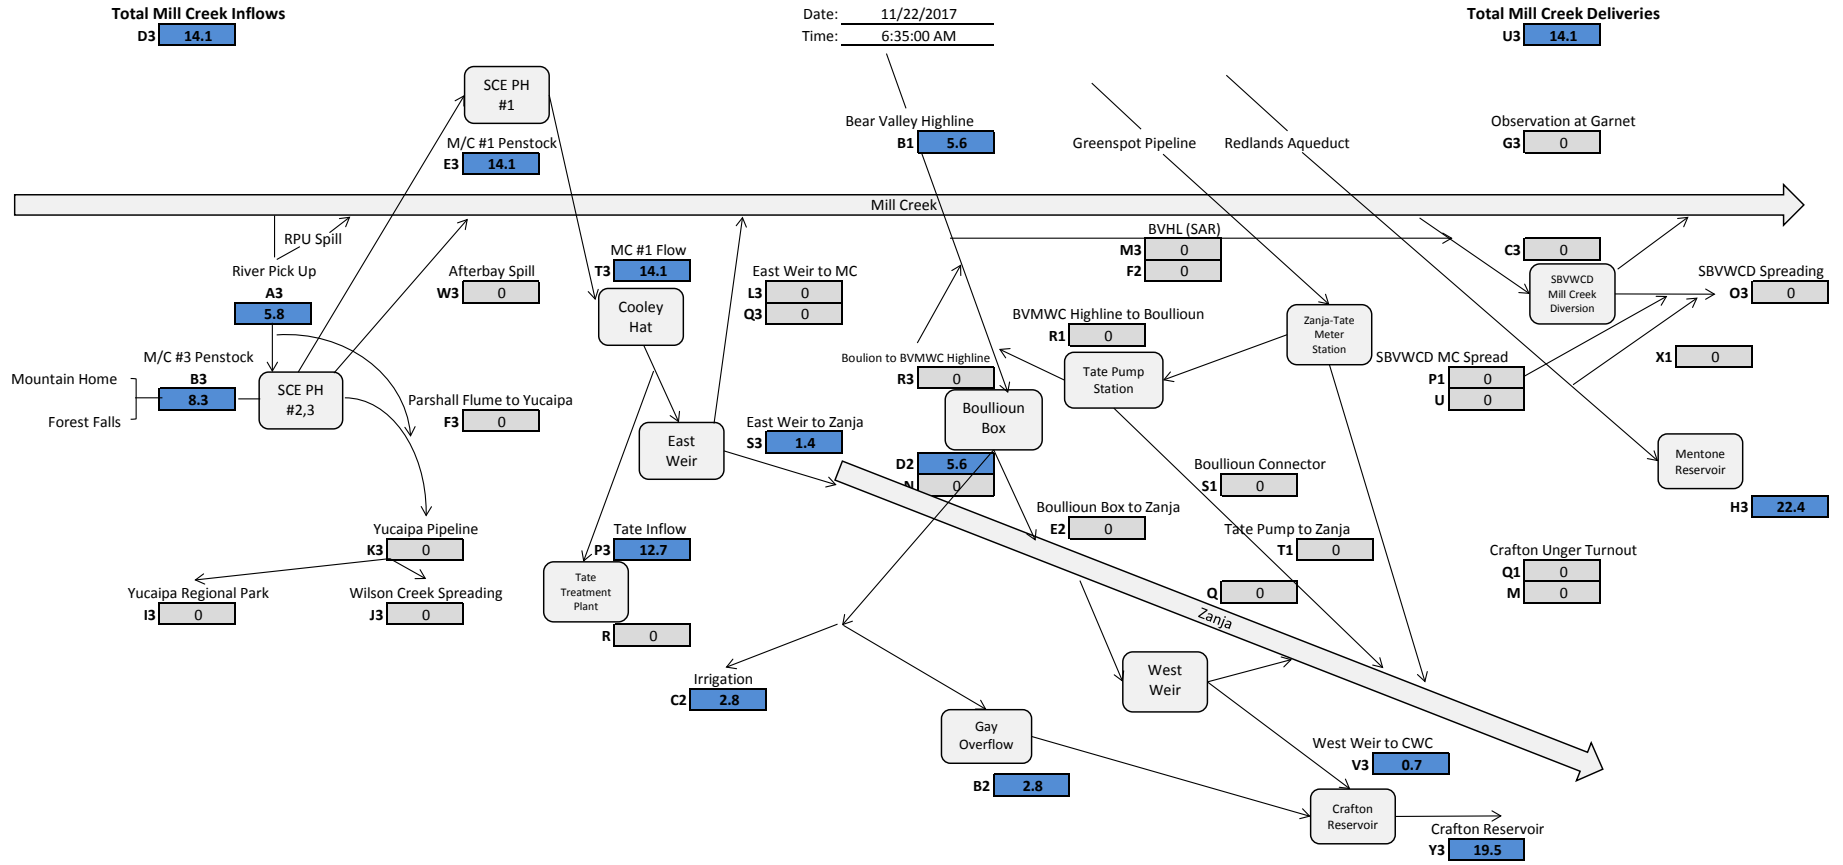 Total Mill Creek Inflows
D3 14.1
Date: 11/22/2017
Time: 6:35:00 AM
Total Mill Creek Deliveries
U3 14.1
SCE PH
#1
M/C #1 Penstock
E3 14.1
Bear Valley Highline
B1 5.6
Greenspot Pipeline
Redlands Aqueduct
Observation at Garnet
G3 0
Mill Creek
RPU Spill
River Pick Up
A3
5.8
Afterbay Spill
W3 0
MC #1 Flow
T3 14.1
Cooley
Hat
East Weir to MC
L3 0
Q3 0
BVHL (SAR)
M3 0
F2 0
C3 0
SBVWCD
Mill Creek
Diversion
SBVWCD Spreading
O3 0
BVMWC Highline to Boullioun
R1 0
Zanja-Tate
Meter
Station
M/C #3 Penstock
B3
8.3
Mountain Home
Forest Falls
SCE PH
#2,3
Parshall Flume to Yucaipa
F3 0
Boulion to BVMWC Highline
R3 0
Tate Pump
Station
SBVWCD MC Spread
P1 0
U 0
X1 0
Boullioun
Box
East
Weir
East Weir to Zanja
S3 1.4
D2 5.6
N 0
Boullioun Connector
S1 0
Mentone
Reservoir
H3 22.4
Boullioun Box to Zanja
E2 0
Tate Pump to Zanja
T1 0
Yucaipa Pipeline
K3 0
Tate Inflow
P3 12.7
Tate
Treatment
Plant
R 0
Crafton Unger Turnout
Q1 0
M 0
Yucaipa Regional Park
I3 0
Wilson Creek Spreading
J3 0
Q 0
Zanja
Irrigation
C2 2.8
West
Weir
Gay
Overflow
B2 2.8
West Weir to CWC
V3 0.7
Crafton
Reservoir
Crafton Reservoir
Y3 19.5